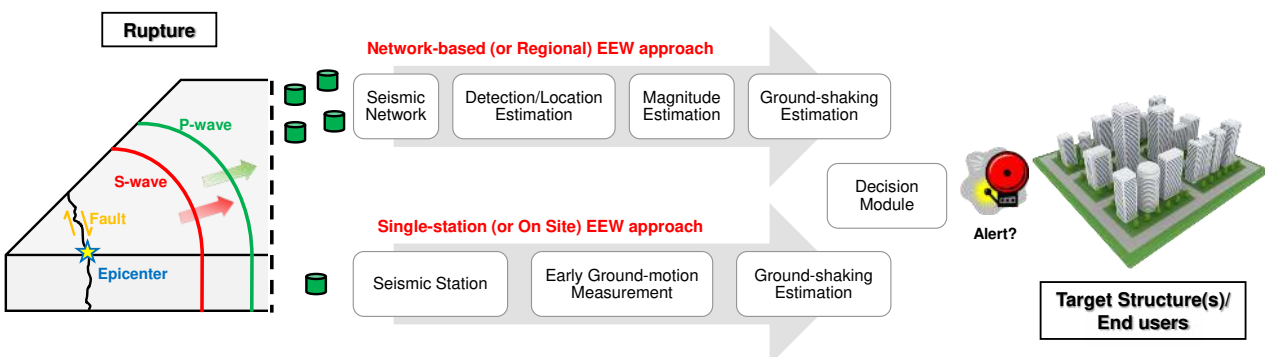 Rupture
P-wave
S-wave
Fault
Epicenter
Network-based (or Regional) EEW approach
Seismic
Network
Detection/Location
Estimation
Magnitude
Estimation
Ground-shaking
Estimation
Single-station (or On Site) EEW approach
Seismic Station
Early Ground-motion
Measurement
Ground-shaking
Estimation
Decision
Module
Alert?
Target Structure(s)/
End users